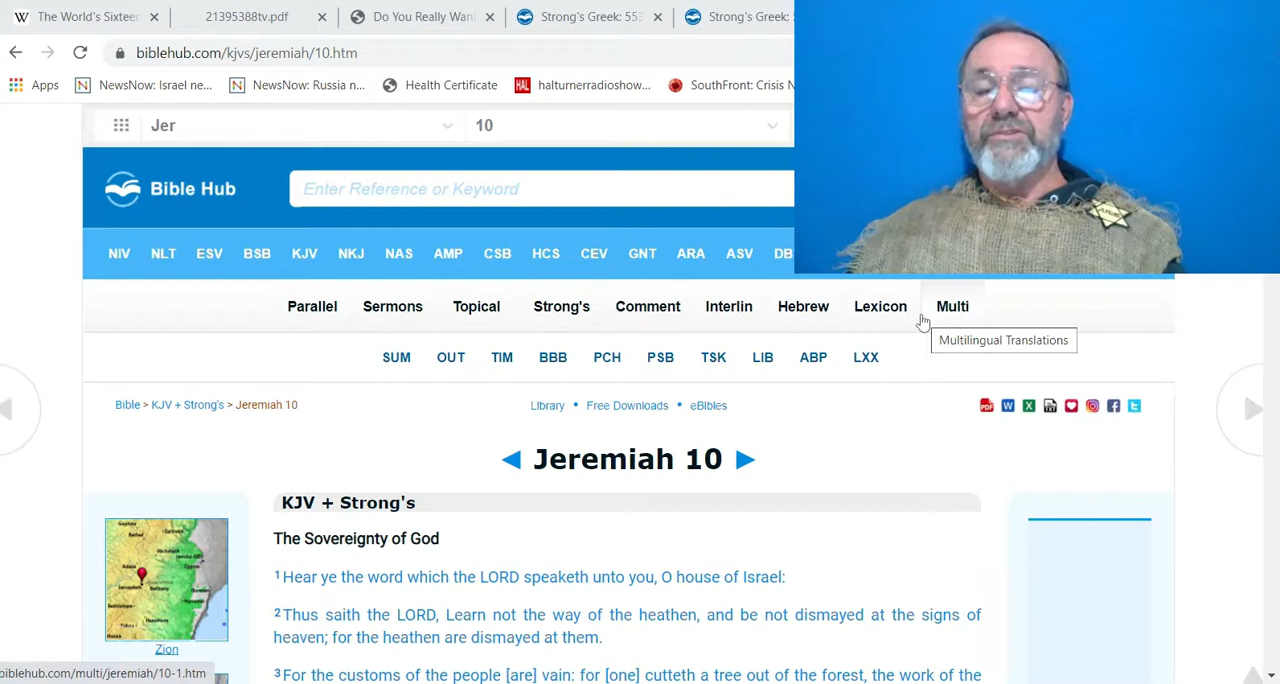 The World's Sixteen
21395388tv.pdf
Do You Really Wan
Strong's Greek: 553
Strong's Greek:
biblehub.com/kjvs/jeremiah/10.htm
Apps NewsNow: Israel ne... NewsNow: Russia n... Health Certificate HAL halturnerradioshow... SouthFront: Crisis N
Jer 10
Bible Hub Enter Reference or Keyword
NIV NLT ESV BSB KJV NKJ NAS AMP CSB HCS CEV GNT ARA ASV DB
Parallel Sermons Topical Strong's Comment Interlin Hebrew Lexicon Multi
Multilingual Translations
SUM OUT TIM BBB PCH PSB TSK LIB ABP LXX
Bible > KJV + Strong's > Jeremiah 10 Library • Free Downloads • eBibles
Jeremiah 10
KJV + Strong's
The Sovereignty of God
1Hear ye the word which the LORD speaketh unto you, O house of Israel:
2Thus saith the LORD, Learn not the way of the heathen, and be not dismayed at the signs of
heaven; for the heathen are dismayed at them.
Zion
3For the customs of the people [are] vain: for [one] cutteth a tree out of the forest, the work of the
biblehub.com/multi/jeremiah/10-1.htm